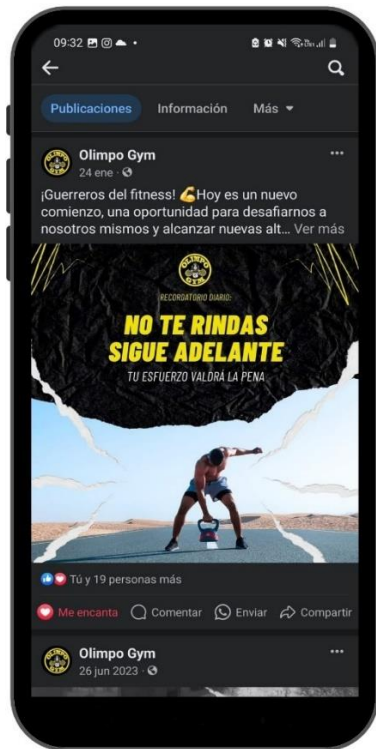 09:32
Publicaciones Información Más
Olimpo Gym
24 ene ·
¡Guerreros del fitness! 💪Hoy es un nuevo
comienzo, una oportunidad para desafiarnos a
nosotros mismos y alcanzar nuevas alt... Ver más
OLIMPO
GYM
RECORDATORIO DIARIO:
NO TE RINDAS
SIGUE ADELANTE
TU ESFUERZO VALDRÁ LA PENA
Tú y 19 personas más
Me encanta Comentar Enviar Compartir
Olimpo Gym
26 jun 2023 ·